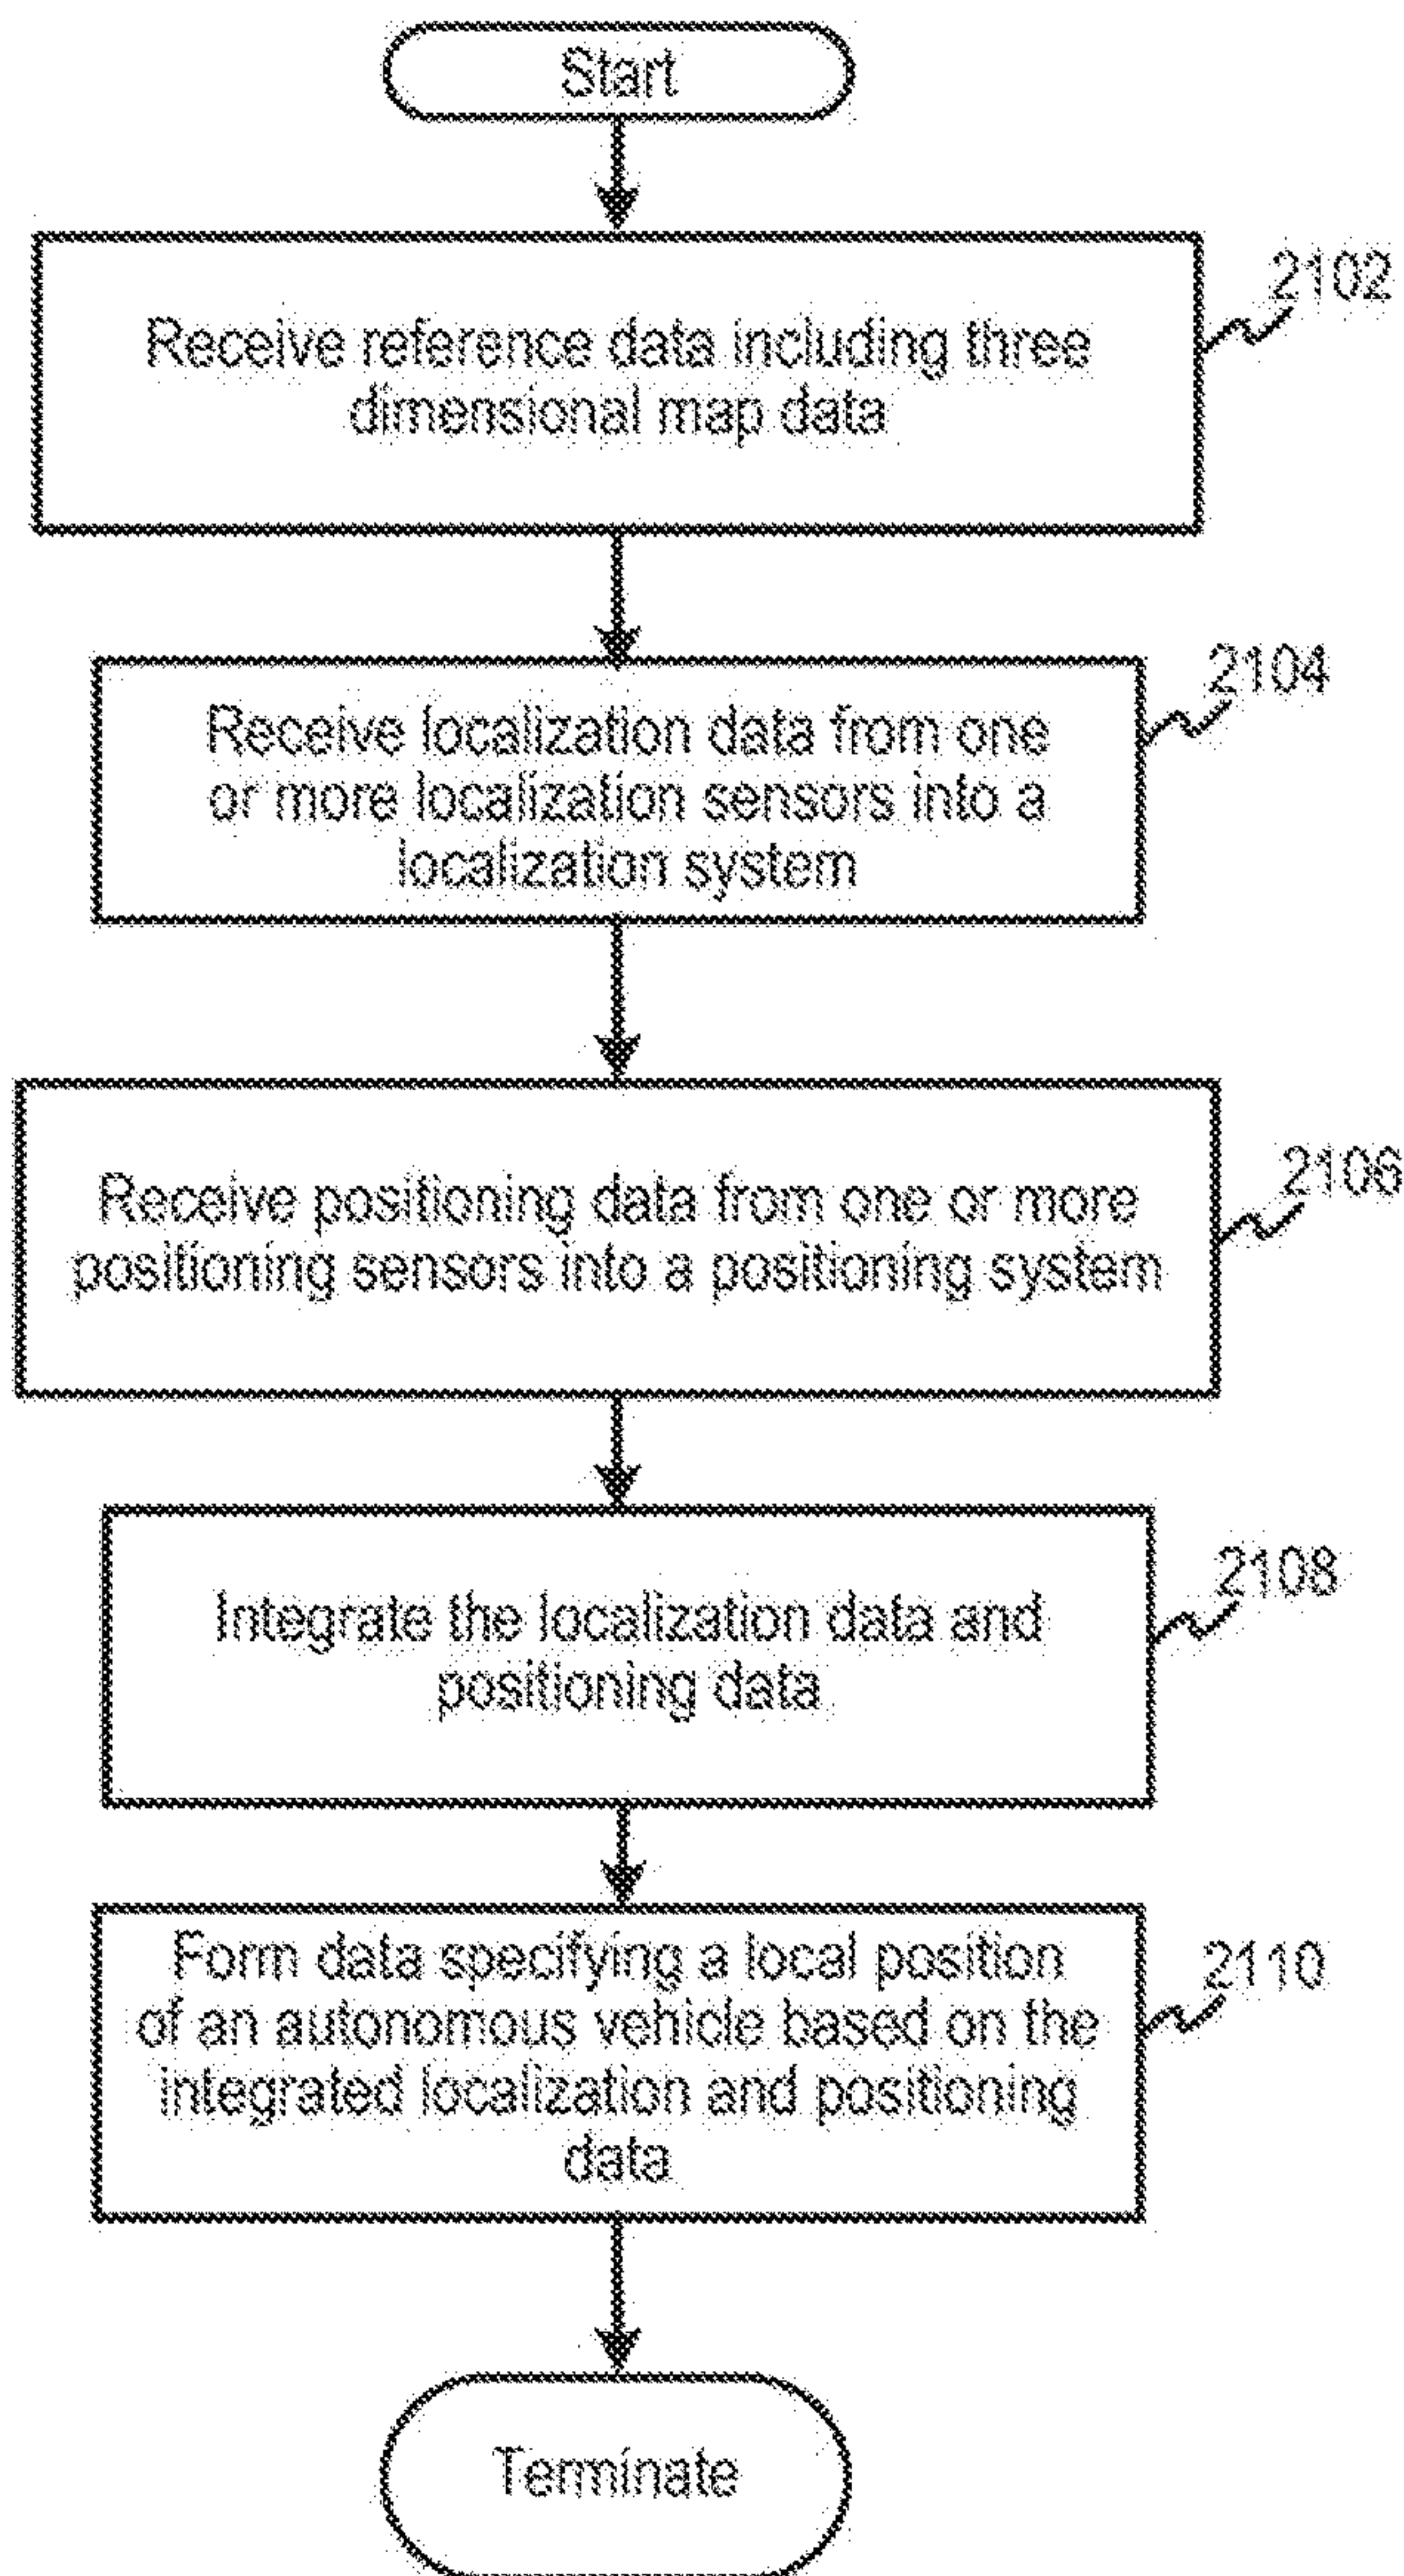 Start
2102
Receive reference data including three
dimensional map data
2104
Receive localization data from one
or more localization sensors into a
localization system
2106
Receive positioning data from one or more
positioning sensors into a positioning system
2108
Integrate the localization data and
positioning data
2110
Form data specifying a local position
of an autonomous vehicle based on the
integrated localization and positioning
data
Terminate